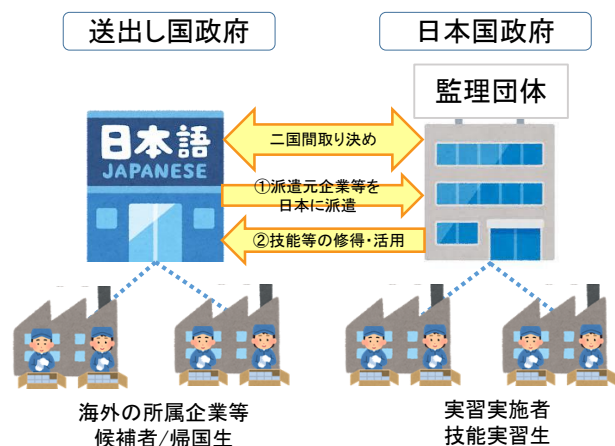 送出し国政府
日本国政府
監理団体
日本語
JAPANESE
二国間取り決め
①派遣元企業等を
日本に派遣
②技能等の修得・活用
海外の所属企業等
候補者/帰国生
実習実施者
技能実習生